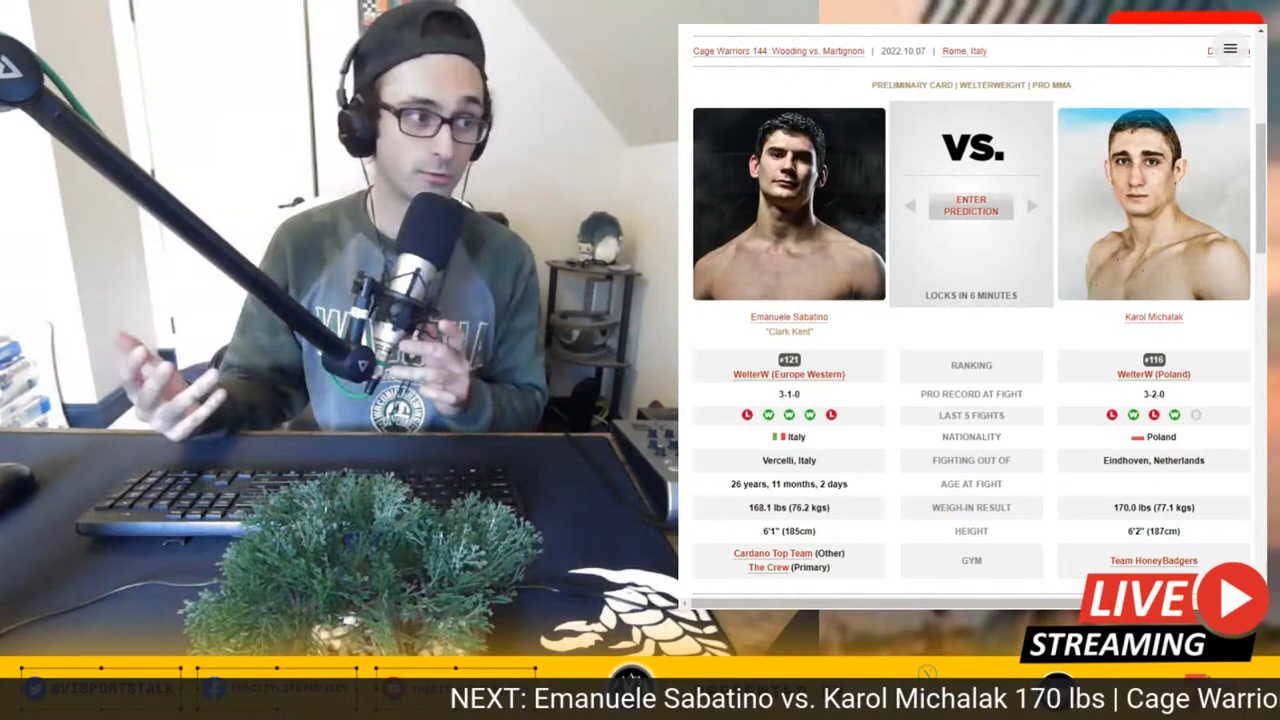 Cage Warriors 144: Wooding vs. Martignoni | 2022.10.07 | Rome, Italy
PRELIMINARY CARD | WELTERWEIGHT | PRO MMA
VS.
ENTER
PREDICTION
LOCKS IN 6 MINUTES
Emanuele Sabatino
Karol Michalak
"Clark Kent"
#121 RANKING #116
WelterW (Europe Western) WelterW (Poland)
3-1-0 PRO RECORD AT FIGHT 3-2-0
L W W W L LAST 5 FIGHTS L W L W
Italy NATIONALITY Poland
Vercelli, Italy FIGHTING OUT OF Eindhoven, Netherlands
26 years, 11 months, 2 days AGE AT FIGHT
168.1 lbs (76.2 kgs) WEIGH-IN RESULT 170.0 lbs (77.1 kgs)
6'1" (185cm) HEIGHT 6'2" (187cm)
Cardano Top Team (Other)
The Crew (Primary) GYM Team HoneyBadgers
LIVE
STREAMING
@V1SPORTSTALK
NEXT: Emanuele Sabatino vs. Karol Michalak 170 lbs | Cage Warrio